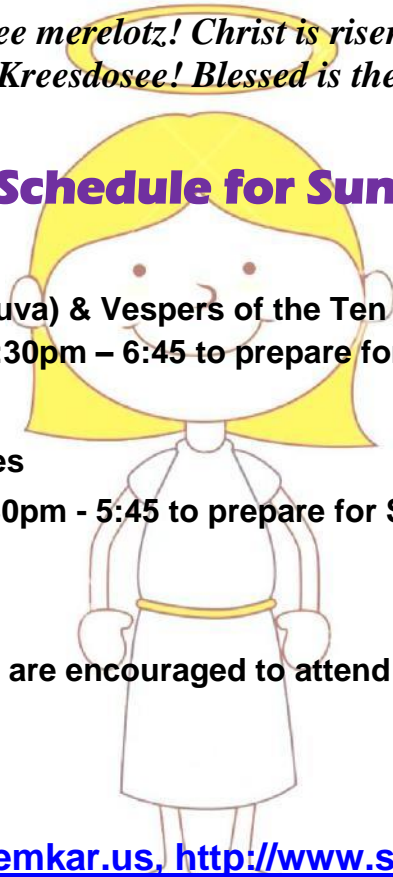 ee merelotz! Christ is risen
Kreesdosee! Blessed is the
Schedule for Sun
uva) & Vespers of the Ten
:30pm – 6:45 to prepare for
es
0pm - 5:45 to prepare for S
are encouraged to attend
emkar.us, http://www.s